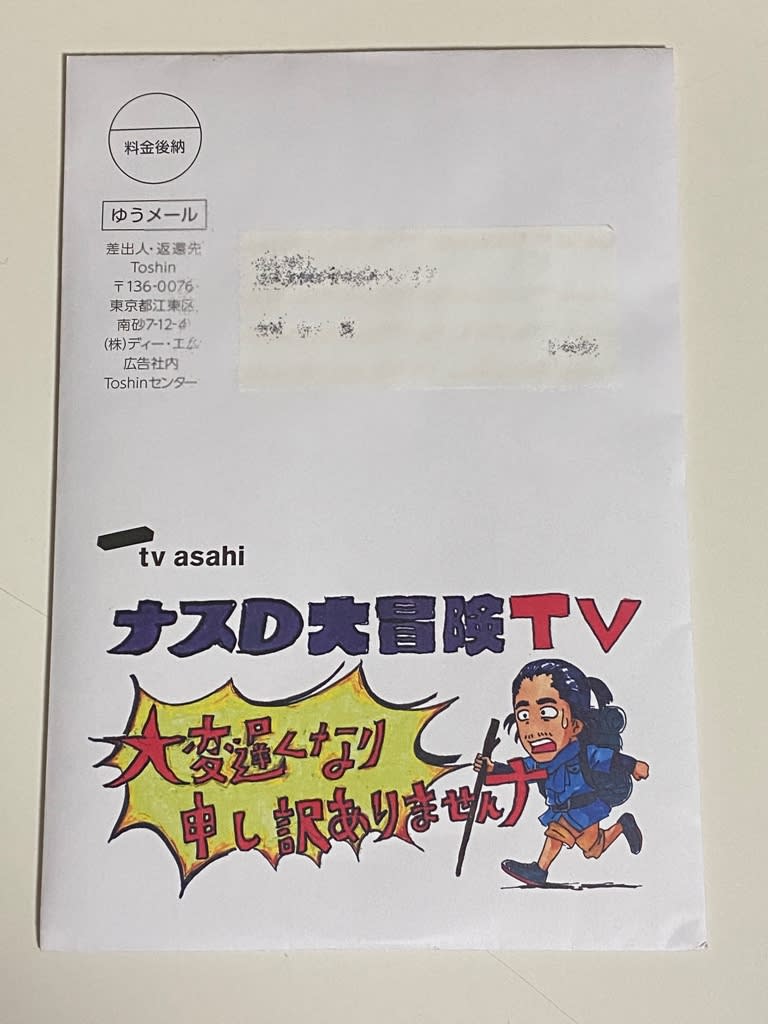 料金後納
ゆうメール
差出人・返還先
Toshin
〒136-0076
東京都江東区
南砂7-12-4
(株)ディー・エム
広告社内
Toshinセンター
tv asahi
ナスD大冒険TV
大変遅くなり
申し訳ありませんナ